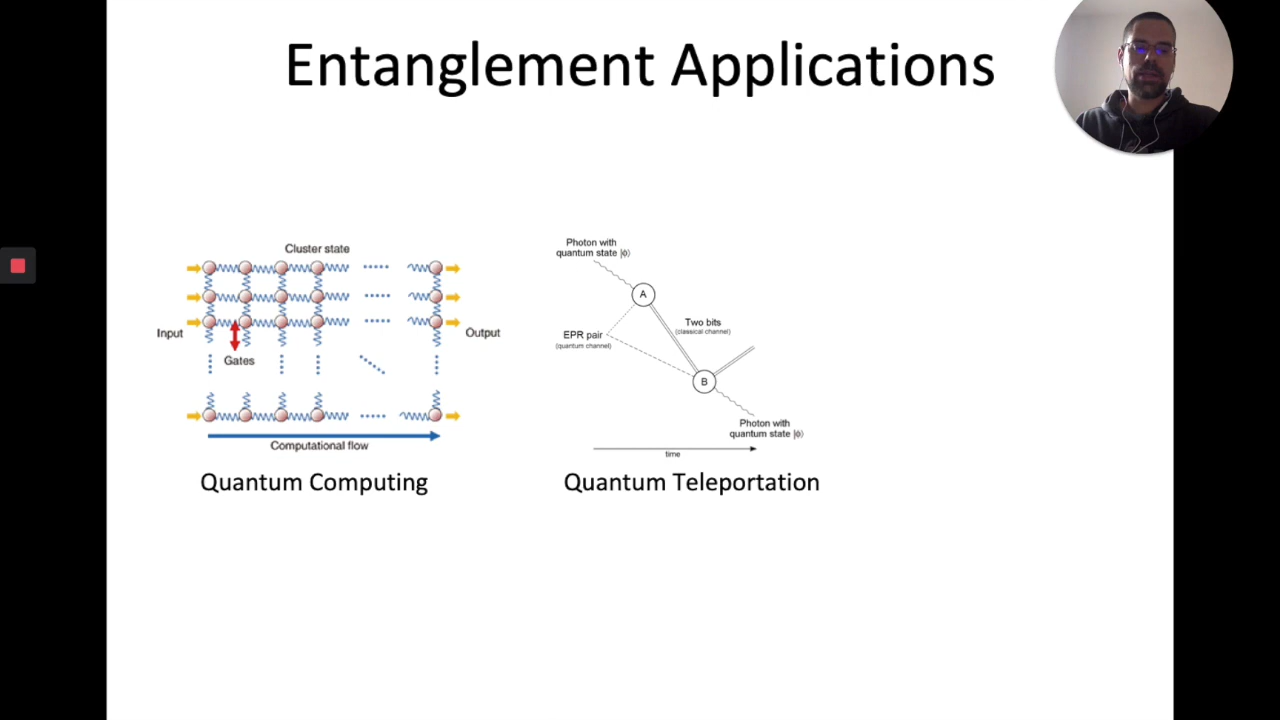 Entanglement Applications
Cluster state
Input
Output
Gates
Computational flow
Quantum Computing
Photon with
quantum state |ϕ⟩
A
Two bits
(classical channel)
EPR pair
(quantum channel)
B
Photon with
quantum state |ϕ⟩
time
Quantum Teleportation